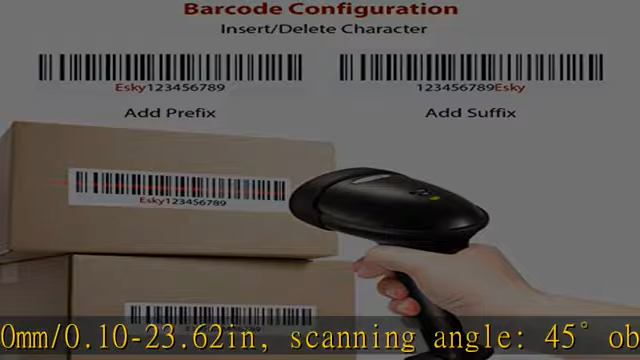 Barcode Configuration
Insert/Delete Character
Esky123456789
123456789Esky
Add Prefix
Add Suffix
Esky123456789
0mm/0.10-23.62in, scanning angle: 45° ob